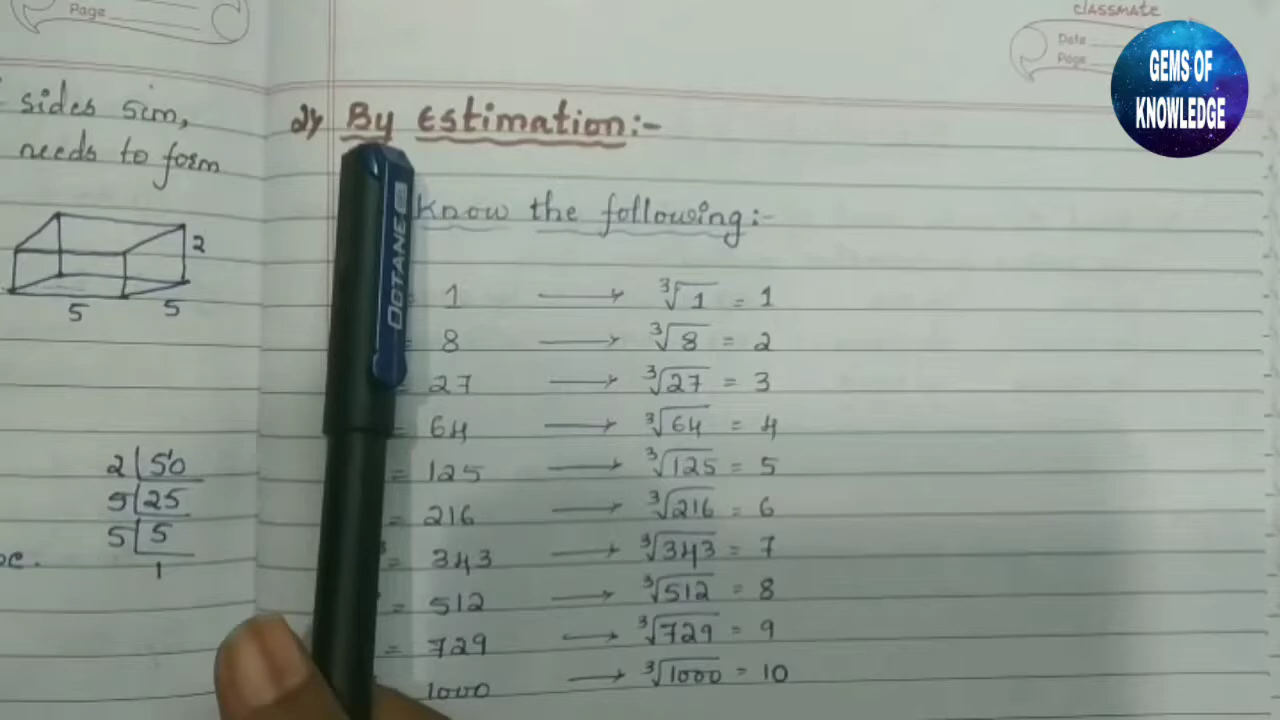 Page
classmate
Date
Page
GEMS OF
KNOWLEDGE
sides 5cm,
needs to form
2
5 5
2 50
5 25
5 5
1
2) By Estimation:-
Know the following:-
1 → ∛1 = 1
= 8 → ∛8 = 2
= 27 → ∛27 = 3
= 64 → ∛64 = 4
= 125 → ∛125 = 5
= 216 → ∛216 = 6
= 343 → ∛343 = 7
= 512 → ∛512 = 8
= 729 → ∛729 = 9
1000 → ∛1000 = 10
OCTANE